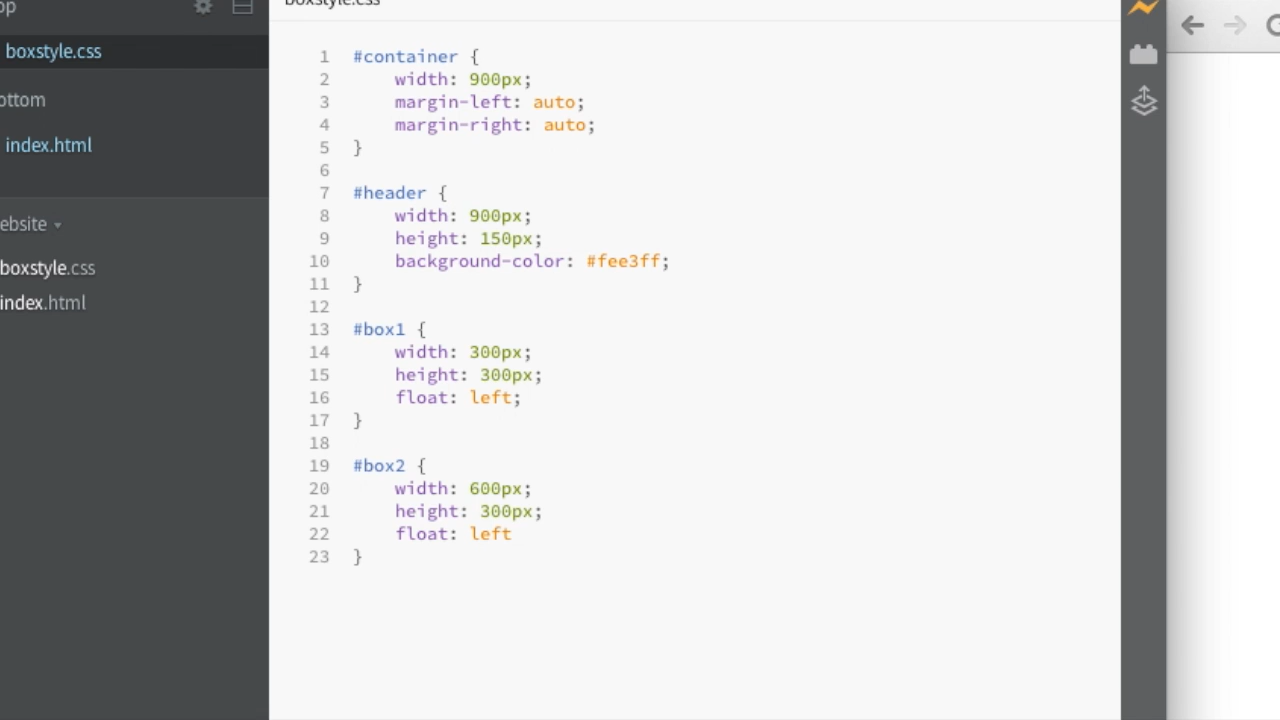 op
boxstyle.css
ottom
index.html
ebsite
boxstyle.css
index.html
boxstyle.css
1 #container {
2 width: 900px;
3 margin-left: auto;
4 margin-right: auto;
5 }
6
7 #header {
8 width: 900px;
9 height: 150px;
10 background-color: #fee3ff;
11 }
12
13 #box1 {
14 width: 300px;
15 height: 300px;
16 float: left;
17 }
18
19 #box2 {
20 width: 600px;
21 height: 300px;
22 float: left
23 }